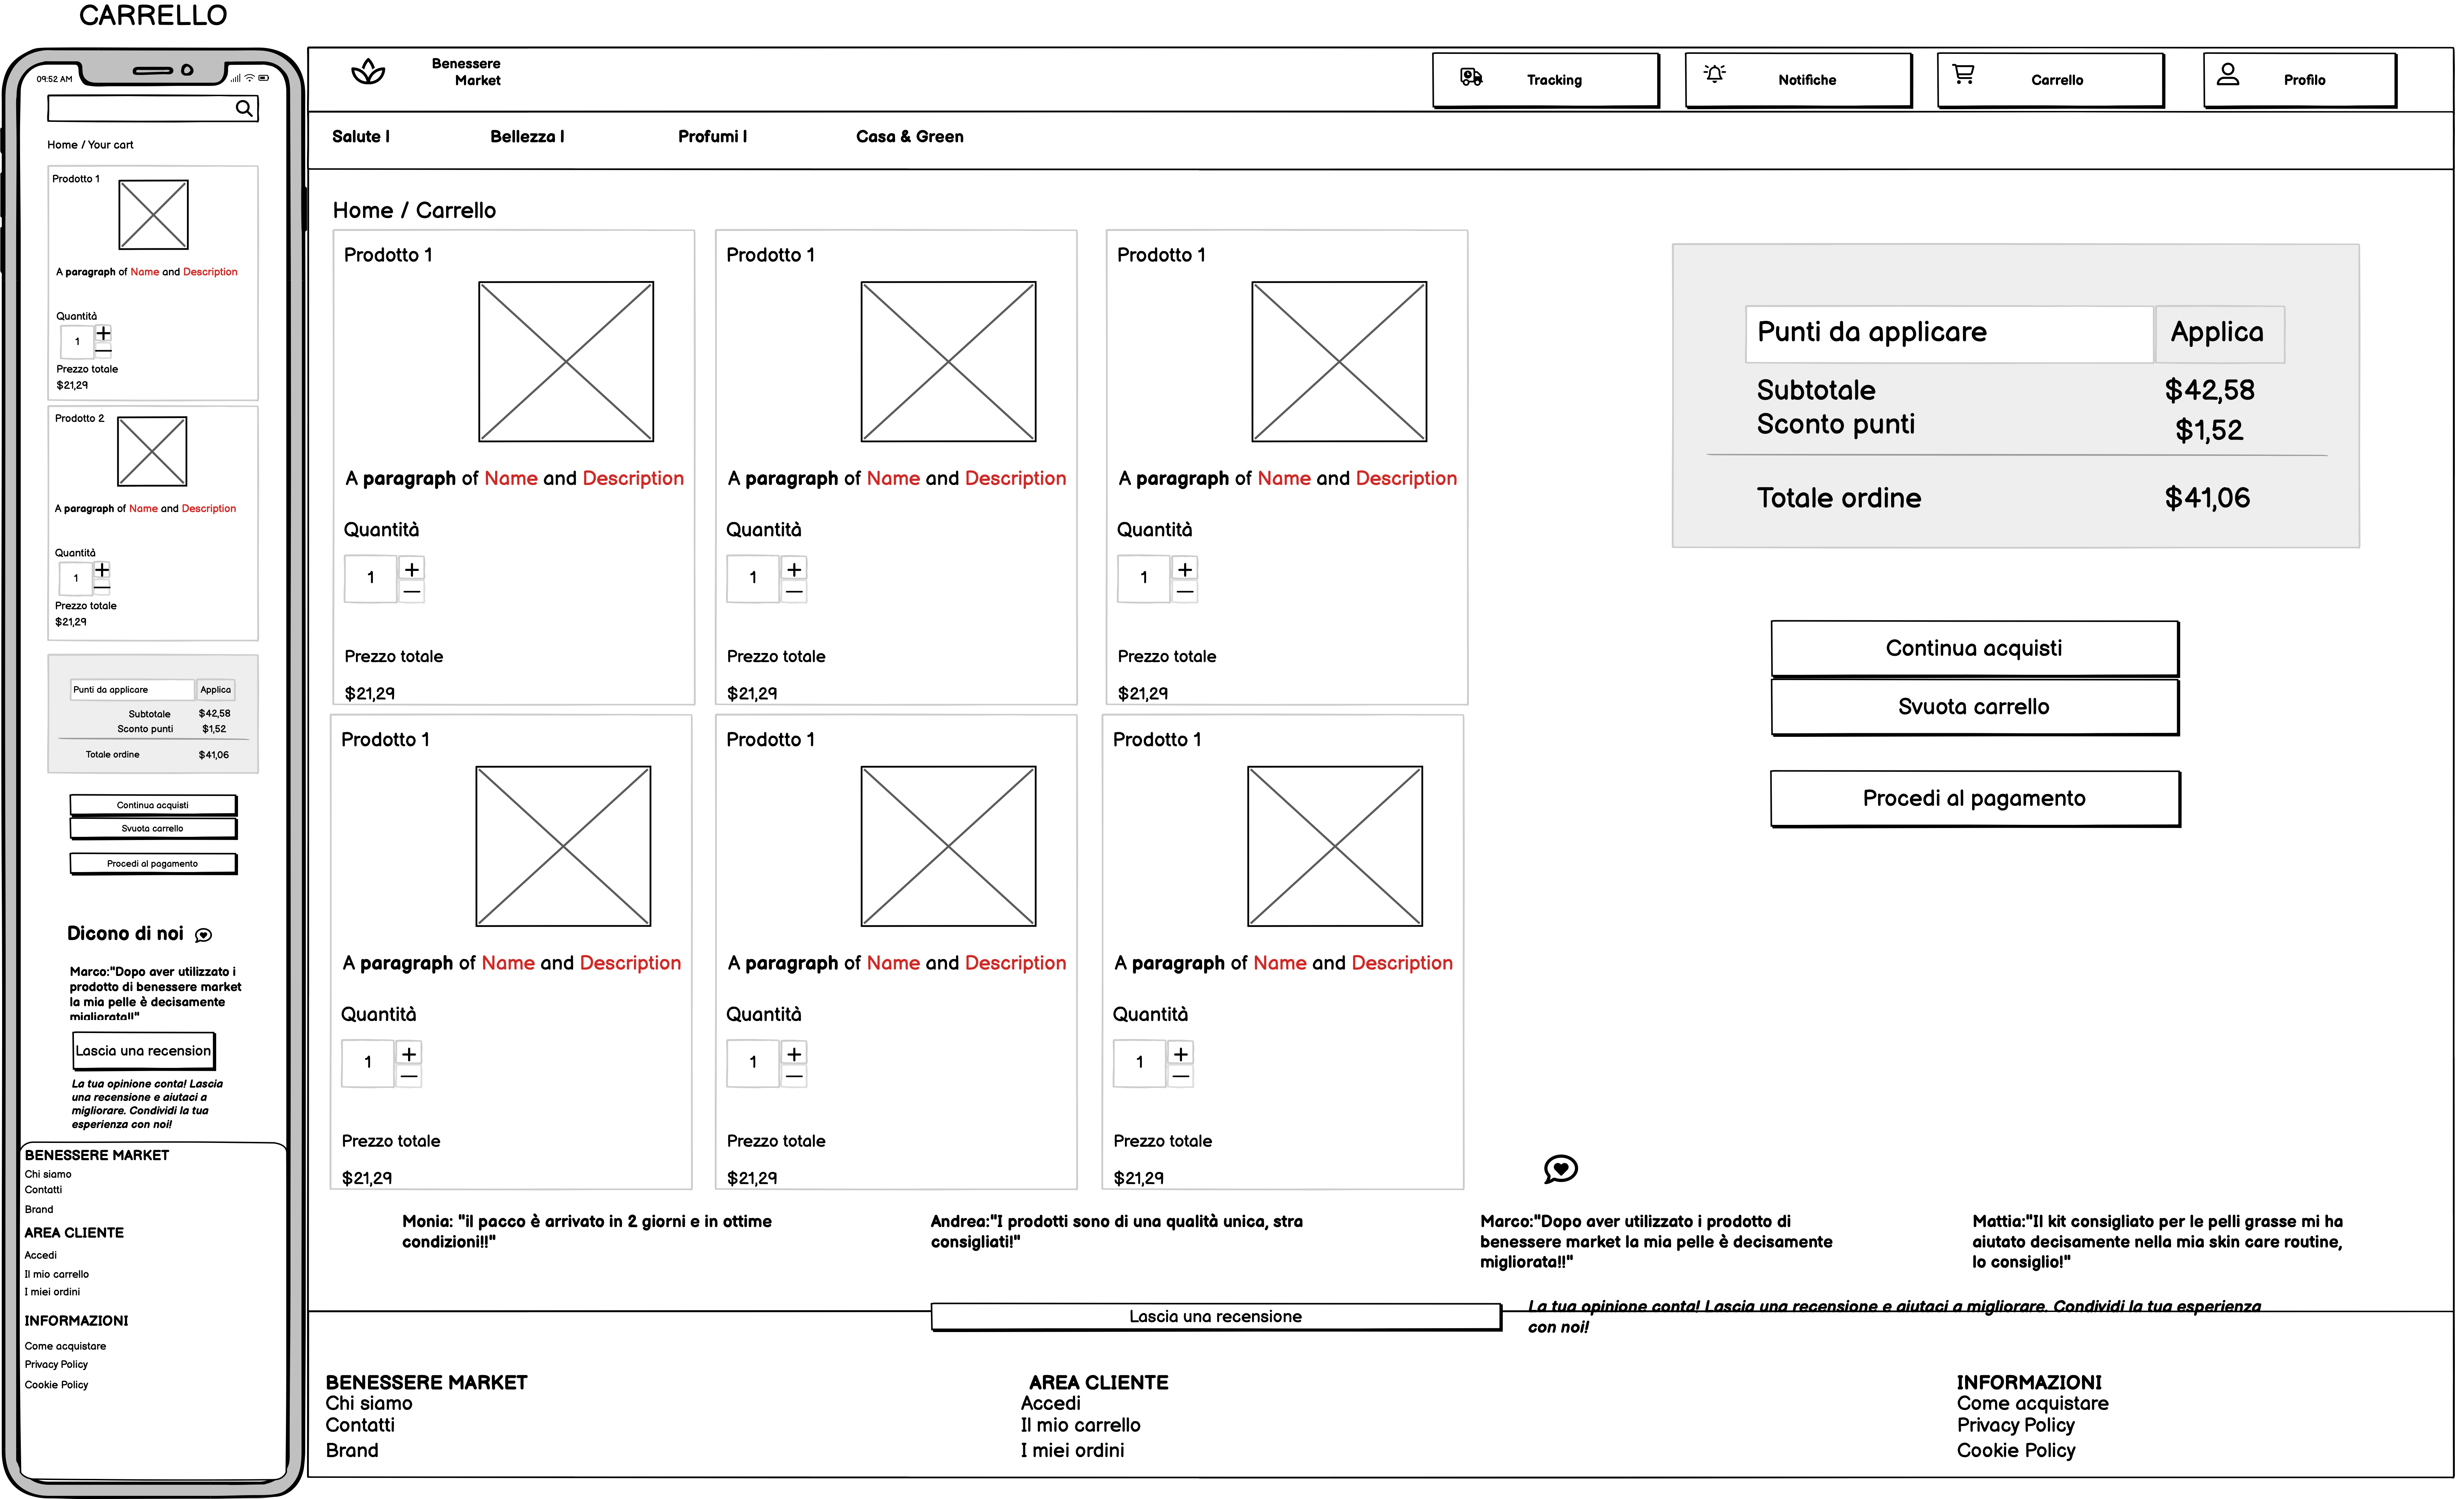 CARRELLO
09:52 AM
Home / Your cart
Prodotto 1
A paragraph of Name and Description
Quantità
1
Prezzo totale
$21,29
Prodotto 2
A paragraph of Name and Description
Quantità
1
Prezzo totale
$21,29
Punti da applicare Applica
Subtotale $42,58
Sconto punti $1,52
Totale ordine $41,06
Continua acquisti
Svuota carrello
Procedi al pagamento
Dicono di noi
Marco:"Dopo aver utilizzato i
prodotto di benessere market
la mia pelle è decisamente
migliorata!!"
Lascia una recension
La tua opinione conta! Lascia
una recensione e aiutaci a
migliorare. Condividi la tua
esperienza con noi!
BENESSERE MARKET
Chi siamo
Contatti
Brand
AREA CLIENTE
Accedi
Il mio carrello
I miei ordini
INFORMAZIONI
Come acquistare
Privacy Policy
Cookie Policy
Benessere
Market
Tracking
Notifiche
Carrello
Profilo
Salute |
Bellezza |
Profumi |
Casa & Green
Home / Carrello
Prodotto 1
A paragraph of Name and Description
Quantità
1
Prezzo totale
$21,29
Prodotto 1
A paragraph of Name and Description
Quantità
1
Prezzo totale
$21,29
Prodotto 1
A paragraph of Name and Description
Quantità
1
Prezzo totale
$21,29
Prodotto 1
A paragraph of Name and Description
Quantità
1
Prezzo totale
$21,29
Prodotto 1
A paragraph of Name and Description
Quantità
1
Prezzo totale
$21,29
Prodotto 1
A paragraph of Name and Description
Quantità
1
Prezzo totale
$21,29
Punti da applicare Applica
Subtotale $42,58
Sconto punti $1,52
Totale ordine $41,06
Continua acquisti
Svuota carrello
Procedi al pagamento
Monia: "il pacco è arrivato in 2 giorni e in ottime
condizioni!!"
Andrea:"I prodotti sono di una qualità unica, stra
consigliati!"
Marco:"Dopo aver utilizzato i prodotto di
benessere market la mia pelle è decisamente
migliorata!!"
Mattia:"Il kit consigliato per le pelli grasse mi ha
aiutato decisamente nella mia skin care routine,
lo consiglio!"
Lascia una recensione
La tua opinione conta! Lascia una recensione e aiutaci a migliorare. Condividi la tua esperienza
con noi!
BENESSERE MARKET
Chi siamo
Contatti
Brand
AREA CLIENTE
Accedi
Il mio carrello
I miei ordini
INFORMAZIONI
Come acquistare
Privacy Policy
Cookie Policy